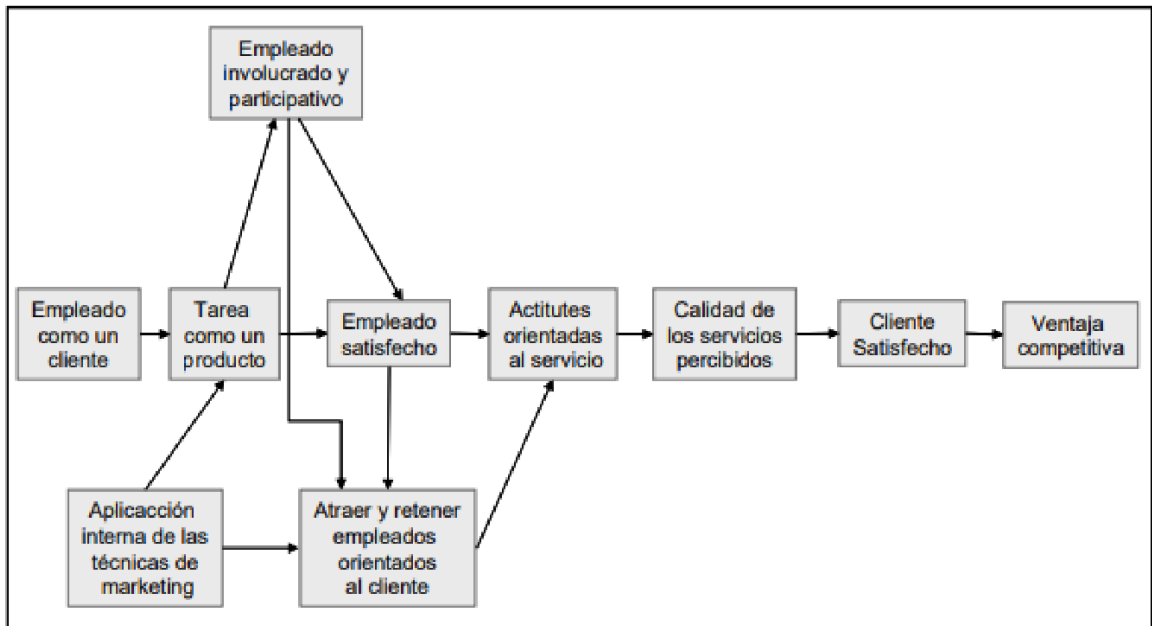 Empleado
involucrado y
participativo
Empleado
como un
cliente
Tarea
como un
producto
Empleado
satisfecho
Actitutes
orientadas
al servicio
Calidad de
los servicios
percibidos
Cliente
Satisfecho
Ventaja
competitiva
Aplicacción
interna de las
técnicas de
marketing
Atraer y retener
empleados
orientados
al cliente